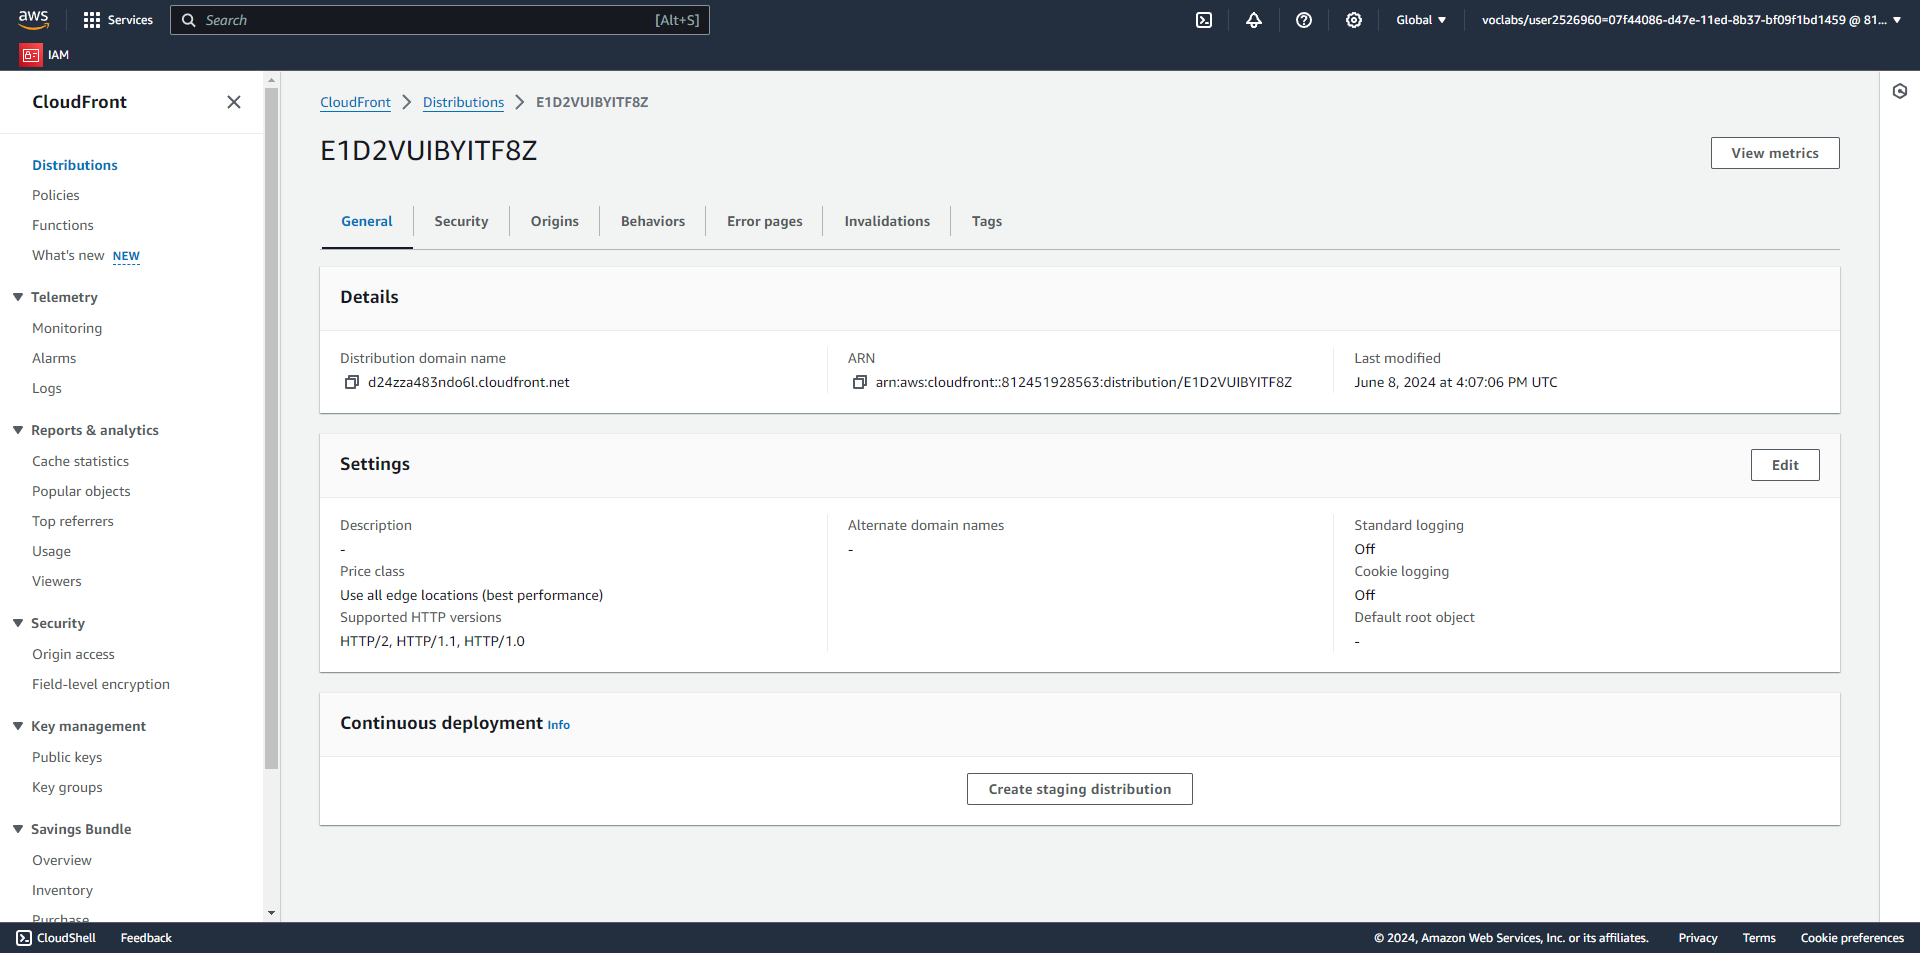 aws
Services
Search
[Alt+S]
Global
voclabs/user2526960=07f44086-d47e-11ed-8b37-bf09f1bd1459 @ 81...
IAM
CloudFront
Distributions
Policies
Functions
What's new NEW
Telemetry
Monitoring
Alarms
Logs
Reports & analytics
Cache statistics
Popular objects
Top referrers
Usage
Viewers
Security
Origin access
Field-level encryption
Key management
Public keys
Key groups
Savings Bundle
Overview
Inventory
Purchase
CloudFront
Distributions
E1D2VUIBYITF8Z
E1D2VUIBYITF8Z
View metrics
General
Security
Origins
Behaviors
Error pages
Invalidations
Tags
Details
Distribution domain name
d24zza483ndo6l.cloudfront.net
ARN
arn:aws:cloudfront::812451928563:distribution/E1D2VUIBYITF8Z
Last modified
June 8, 2024 at 4:07:06 PM UTC
Settings
Edit
Description
-
Price class
Use all edge locations (best performance)
Supported HTTP versions
HTTP/2, HTTP/1.1, HTTP/1.0
Alternate domain names
-
Standard logging
Off
Cookie logging
Off
Default root object
-
Continuous deployment Info
Create staging distribution
CloudShell
Feedback
© 2024, Amazon Web Services, Inc. or its affiliates.
Privacy
Terms
Cookie preferences